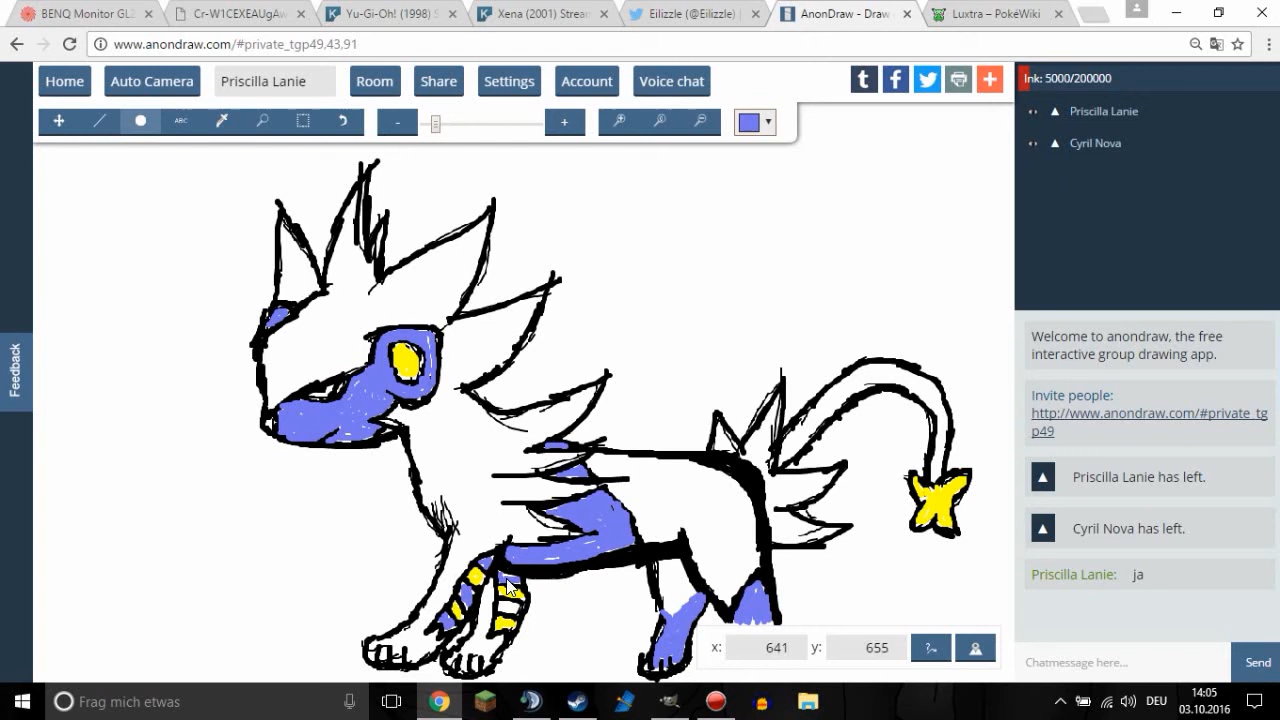 BENQ Monitor GL2
Cr-W1CEXEAUgAw
Yu-Gi-Oh! (1998) S
Xena (2001) Stream
Eilizzle (@Eilizzle) |
AnonDraw - Draw
Luxtra – PokéWiki
www.anondraw.com/#private_tgp49,43.91
Home
Auto Camera
Priscilla Lanie
Room
Share
Settings
Account
Voice chat
Ink: 5000/200000
ABC
-
+
Priscilla Lanie
Cyril Nova
Feedback
Welcome to anondraw, the free
interactive group drawing app.
Invite people:
http://www.anondraw.com/#private_tg
p49
Priscilla Lanie has left.
Cyril Nova has left.
Priscilla Lanie: ja
x: 641 y: 655
Chatmessage here...
Send
Frag mich etwas
DEU
14:05
03.10.2016